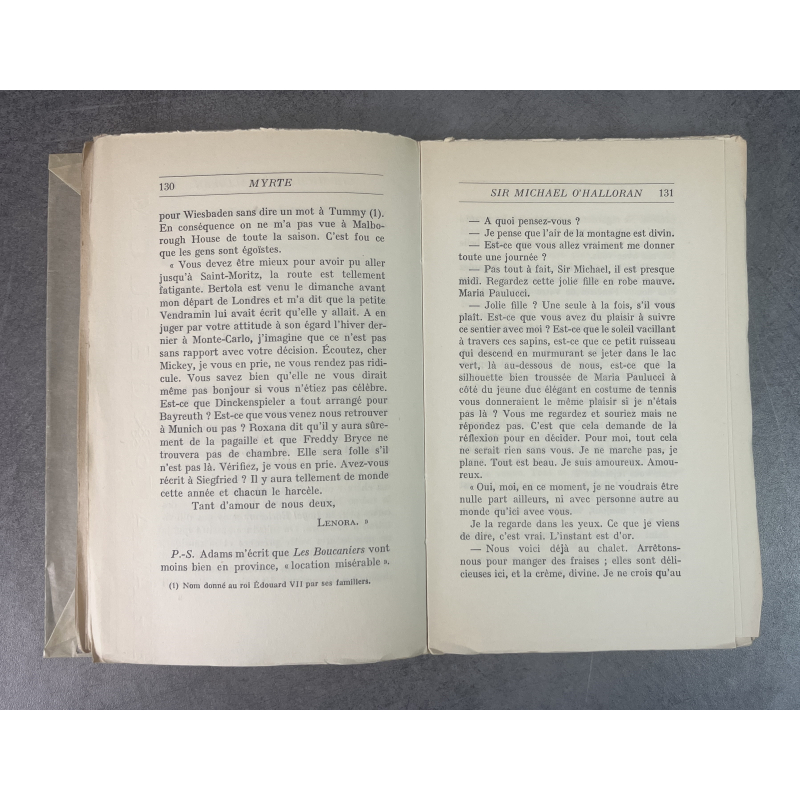 130 MYRTE
pour Wiesbaden sans dire un mot à Tummy (1).
En conséquence on ne m'a pas vue à Malbo-
rough House de toute la saison. C'est fou ce
que les gens sont égoïstes.
« Vous devez être mieux pour avoir pu aller
jusqu'à Saint-Moritz, la route est tellement
fatigante. Bertola est venu le dimanche avant
mon départ de Londres et m'a dit que la petite
Vendramin lui avait écrit qu'elle y allait. A en
juger par votre attitude à son égard l'hiver der-
nier à Monte-Carlo, j'imagine que ce n'est pas
sans rapport avec votre décision. Écoutez, cher
Mickey, je vous en prie, ne vous rendez pas ridi-
cule. Vous savez bien qu'elle ne vous dirait
même pas bonjour si vous n'étiez pas célèbre.
Est-ce que Dinckenspieler a tout arrangé pour
Bayreuth ? Est-ce que vous venez nous retrouver
à Munich ou pas ? Roxana dit qu'il y aura sûre-
ment de la pagaille et que Freddy Bryce ne
trouvera pas de chambre. Elle sera folle s'il
n'est pas là. Vérifiez, je vous en prie. Avez-vous
récrit à Siegfried ? Il y aura tellement de monde
cette année et chacun le harcèle.
Tant d'amour de nous deux,
LENORA. »
P.-S. Adams m'écrit que Les Boucaniers vont
moins bien en province, « location misérable ».
(1) Nom donné au roi Édouard VII par ses familiers.
SIR MICHAEL O'HALLORAN 131
— A quoi pensez-vous ?
— Je pense que l'air de la montagne est divin.
— Est-ce que vous allez vraiment me donner
toute une journée ?
— Pas tout à fait, Sir Michael, il est presque
midi. Regardez cette jolie fille en robe mauve.
Maria Paulucci.
— Jolie fille ? Une seule à la fois, s'il vous
plaît. Est-ce que vous avez du plaisir à suivre
ce sentier avec moi ? Est-ce que le soleil vacillant
à travers ces sapins, est-ce que ce petit ruisseau
qui descend en murmurant se jeter dans le lac
vert, là au-dessous de nous, est-ce que la
silhouette bien troussée de Maria Paulucci à
côté du jeune duc élégant en costume de tennis
vous donneraient le même plaisir si je n'étais
pas là ? Vous me regardez et souriez mais ne
répondez pas. C'est que cela demande de la
réflexion pour en décider. Pour moi, tout cela
ne serait rien sans vous. Je ne marche pas, je
plane. Tout est beau. Je suis amoureux. Amou-
reux.
« Oui, moi, en ce moment, je ne voudrais être
nulle part ailleurs, ni avec personne autre au
monde qu'ici avec vous.
Je la regarde dans les yeux. Ce que je viens
de dire, c'est vrai. L'instant est d'or.
— Nous voici déjà au chalet. Arrêtons-
nous pour manger des fraises ; elles sont déli-
cieuses ici, et la crème, divine. Je ne crois qu'au